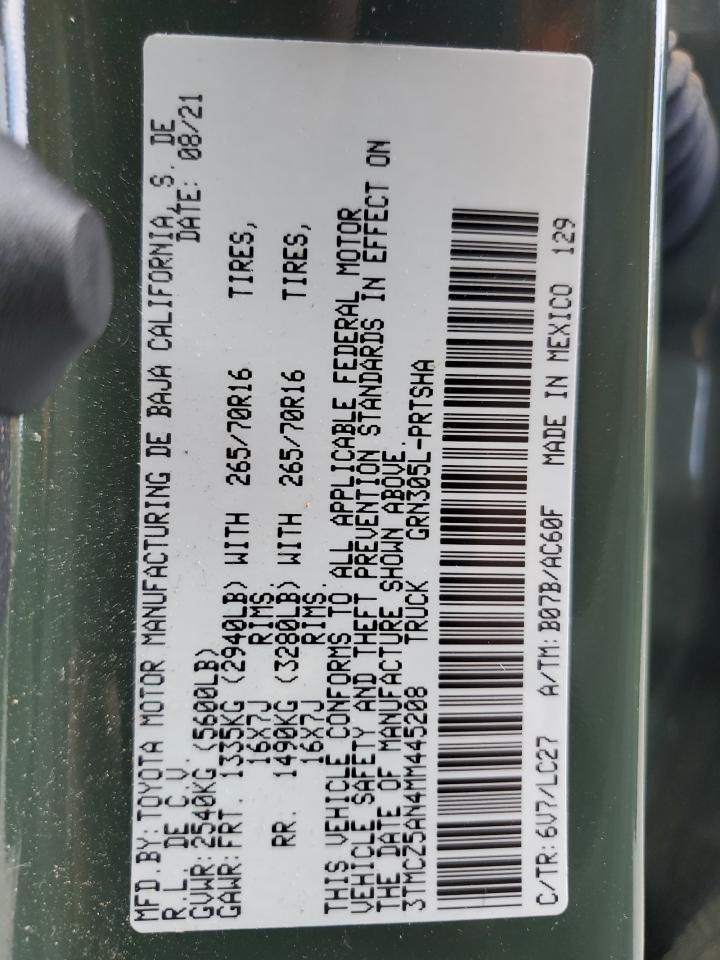 MFD.BY:TOYOTA MOTOR MANUFACTURING DE BAJA CALIFORNIA,S. DE
R.L. DE C.V. DATE: 08/21
GVWR:2540KG (5600LB)
GAWR:FRT. 1335KG (2940LB) WITH 265/70R16 TIRES,
16X7J RIMS.
RR. 1490KG (3280LB) WITH 265/70R16 TIRES,
16X7J RIMS.
THIS VEHICLE CONFORMS TO ALL APPLICABLE FEDERAL MOTOR
VEHICLE SAFETY AND THEFT PREVENTION STANDARDS IN EFFECT ON
THE DATE OF MANUFACTURE SHOWN ABOVE.
3TMCZ5AN4MM445208 TRUCK GRN305L-PRTSHA
C/TR:6V7/LC27 A/TM:B07B/AC60F MADE IN MEXICO 129